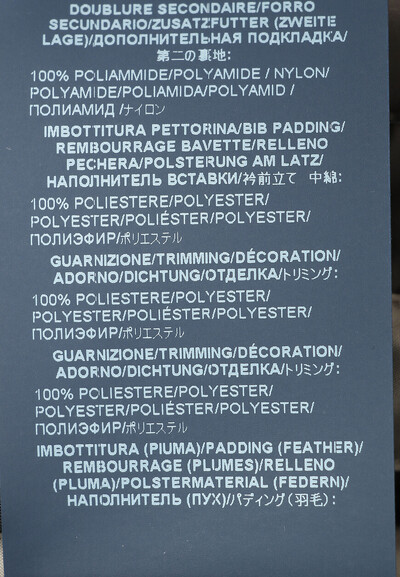 DOUBLURE SECONDAIRE/FORRO
SECUNDARIO/ZUSATZFUTTER (ZWEITE
LAGE)/ДОПОЛНИТЕЛЬНАЯ ПОДКЛАДКА/
第二の裏地:
100% POLIAMMIDE/POLYAMIDE / NYLON/
POLYAMIDE/POLIAMIDA/POLYAMID /
ПОЛИАМИД /ナイロン
IMBOTTITURA PETTORINA/BIB PADDING/
REMBOURRAGE BAVETTE/RELLENO
PECHERA/POLSTERUNG AM LATZ/
НАПОЛНИТЕЛЬ ВСТАВКИ/衿前立て 中綿:
100% POLIESTERE/POLYESTER/
POLYESTER/POLIÉSTER/POLYESTER/
ПОЛИЭФИР/ポリエステル
GUARNIZIONE/TRIMMING/DÉCORATION/
ADORNO/DICHTUNG/ОТДЕЛКА/トリミング:
100% POLIESTERE/POLYESTER/
POLYESTER/POLIÉSTER/POLYESTER/
ПОЛИЭФИР/ポリエステル
GUARNIZIONE/TRIMMING/DÉCORATION/
ADORNO/DICHTUNG/ОТДЕЛКА/トリミング:
100% POLIESTERE/POLYESTER/
POLYESTER/POLIÉSTER/POLYESTER/
ПОЛИЭФИР/ポリエステル
IMBOTTITURA (PIUMA)/PADDING (FEATHER)/
REMBOURRAGE (PLUMES)/RELLENO
(PLUMA)/POLSTERMATERIAL (FEDERN)/
НАПОЛНИТЕЛЬ (ПУХ)/パディング(羽毛):